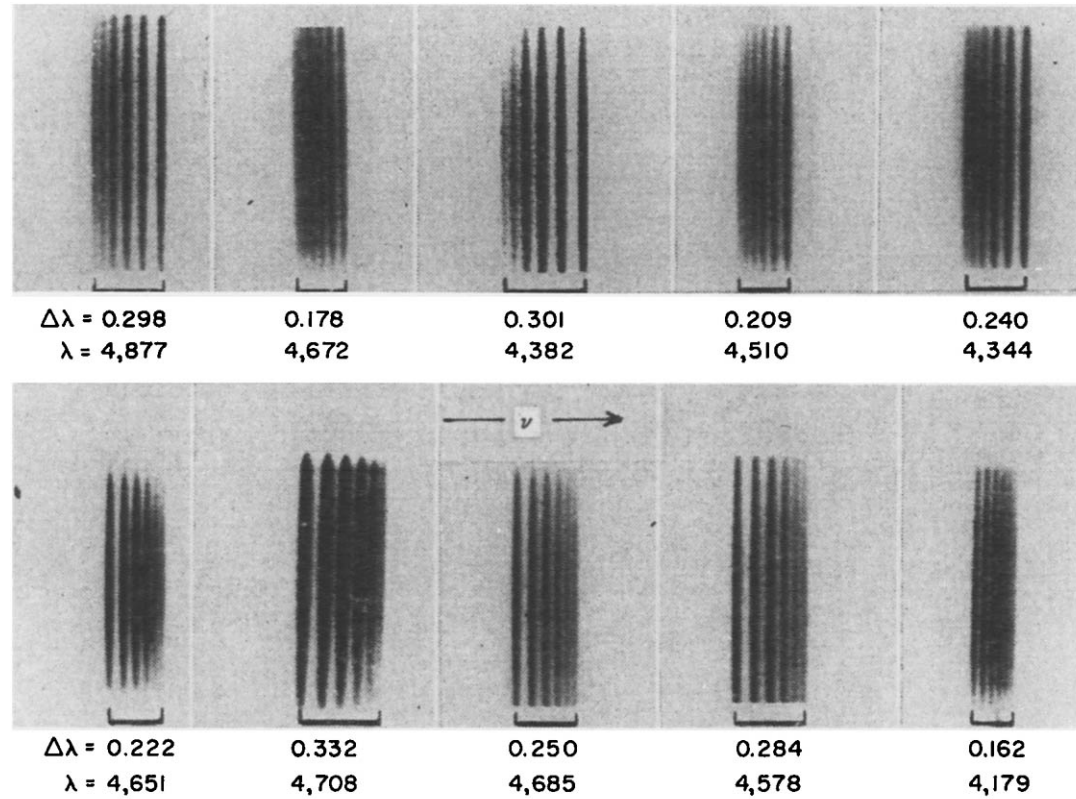 Δλ = 0.298 0.178 0.301 0.209 0.240
λ = 4,877 4,672 4,382 4,510 4,344
ν
Δλ = 0.222 0.332 0.250 0.284 0.162
λ = 4,651 4,708 4,685 4,578 4,179